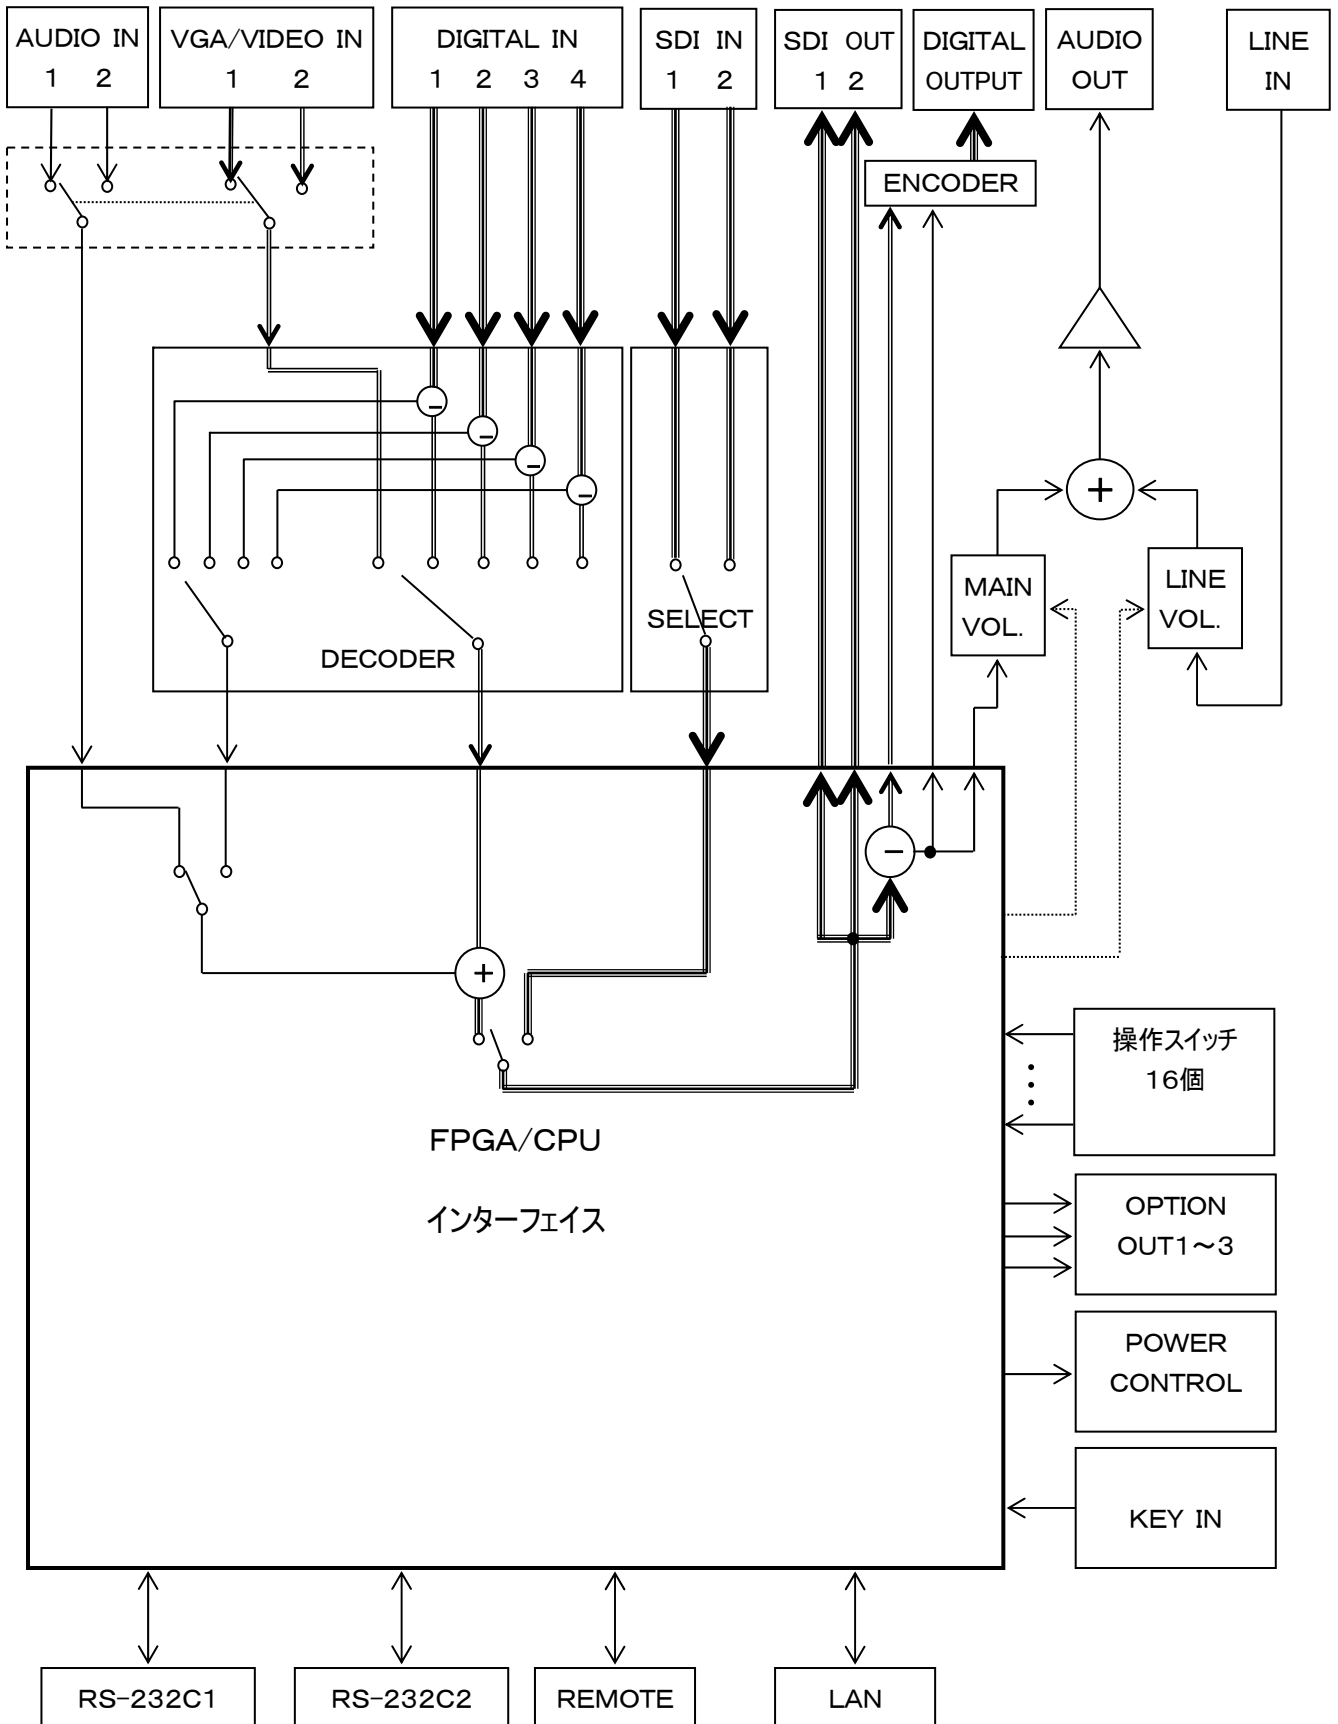 AUDIO IN
1 2
VGA/VIDEO IN
1 2
DIGITAL IN
1 2 3 4
SDI IN
1 2
SDI OUT
1 2
DIGITAL
OUTPUT
AUDIO
OUT
LINE
IN
ENCODER
−
−
−
−
+
MAIN
VOL.
LINE
VOL.
SELECT
DECODER
−
+
FPGA/CPU
インターフェイス
操作スイッチ
16個
OPTION
OUT1～3
POWER
CONTROL
KEY IN
RS-232C1
RS-232C2
REMOTE
LAN